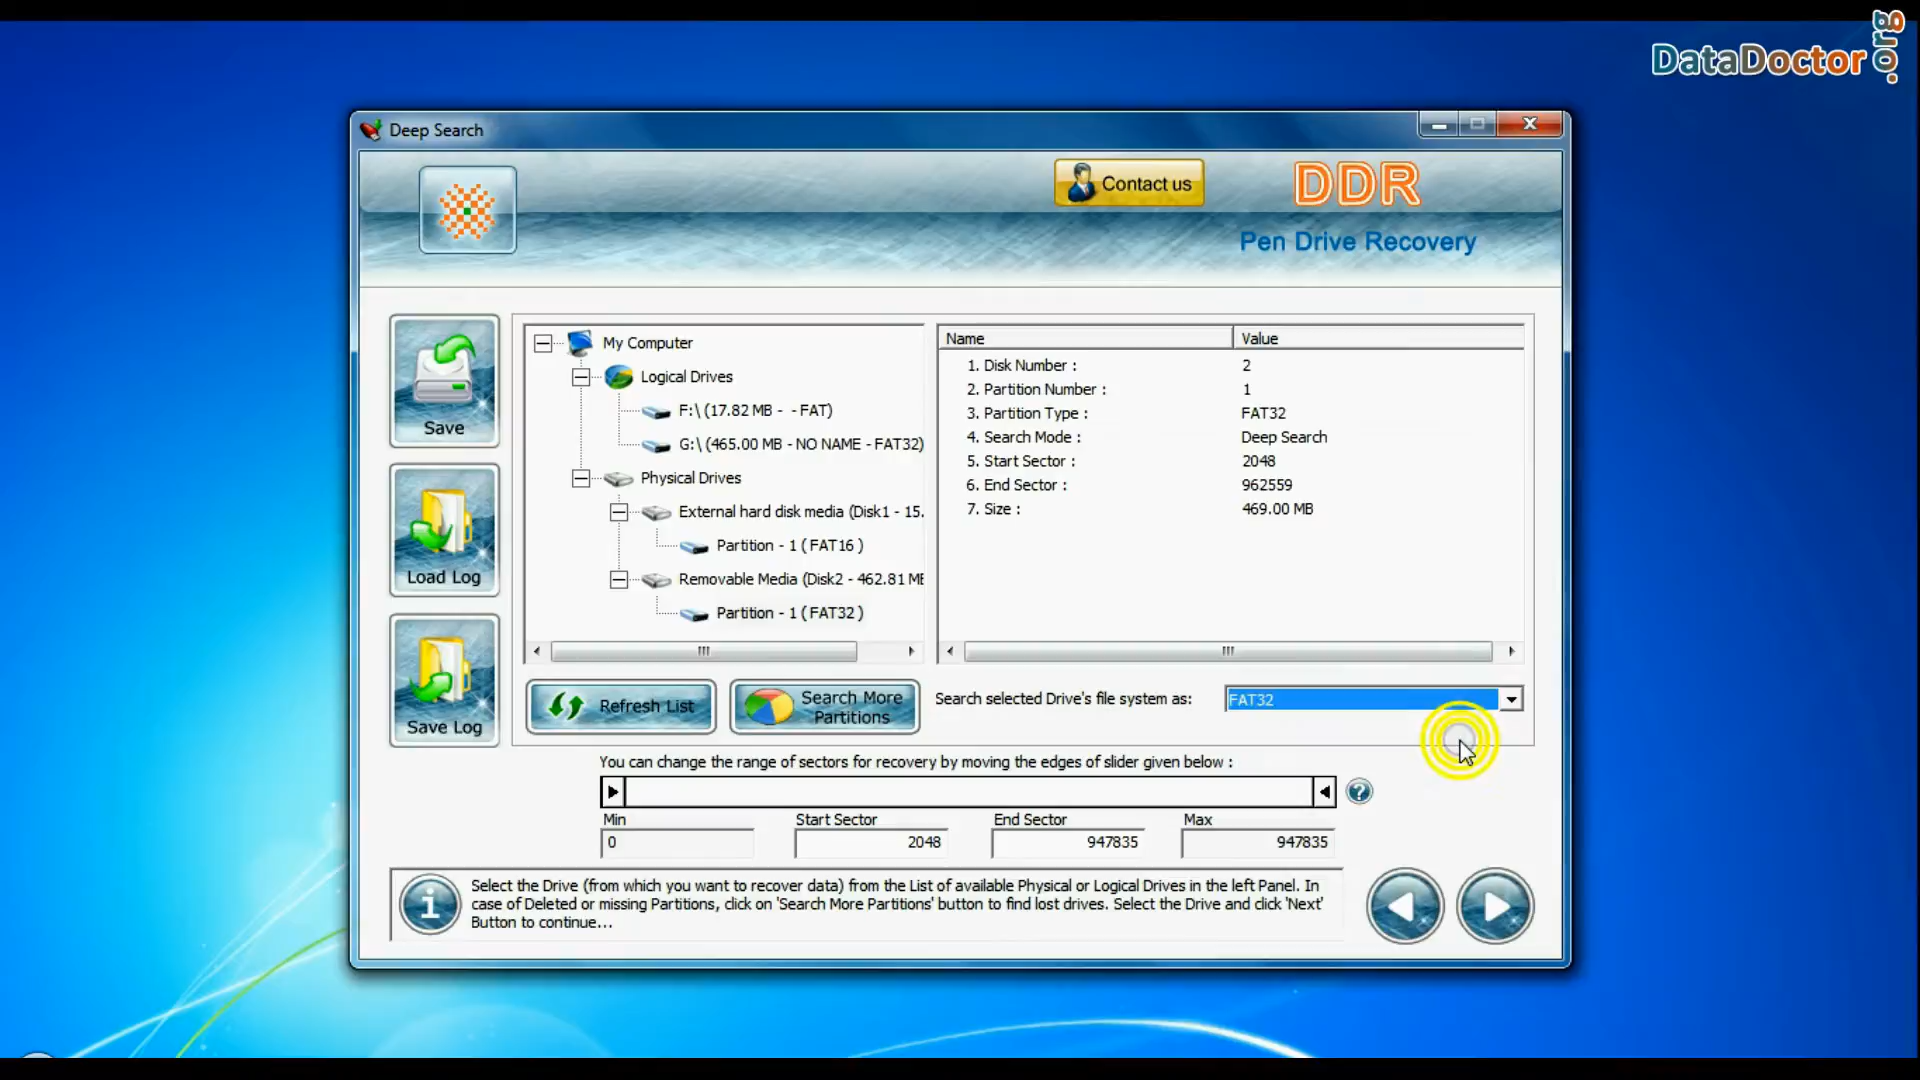 DataDoctor.org
Deep Search
Contact us
DDR
Pen Drive Recovery
Save
Load Log
Save Log
My Computer
Logical Drives
F:\ (17.82 MB - - FAT)
G:\ (465.00 MB - NO NAME - FAT32)
Physical Drives
External hard disk media (Disk1 - 15.
Partition - 1 ( FAT16 )
Removable Media (Disk2 - 462.81 ME
Partition - 1 ( FAT32 )
Name Value
1. Disk Number : 2
2. Partition Number : 1
3. Partition Type : FAT32
4. Search Mode : Deep Search
5. Start Sector : 2048
6. End Sector : 962559
7. Size : 469.00 MB
Refresh List
Search More
Partitions
Search selected Drive's file system as: FAT32
You can change the range of sectors for recovery by moving the edges of slider given below :
Min Start Sector End Sector Max
0 2048 947835 947835
Select the Drive (from which you want to recover data) from the List of available Physical or Logical Drives in the left Panel. In
case of Deleted or missing Partitions, click on 'Search More Partitions' button to find lost drives. Select the Drive and click 'Next'
Button to continue...